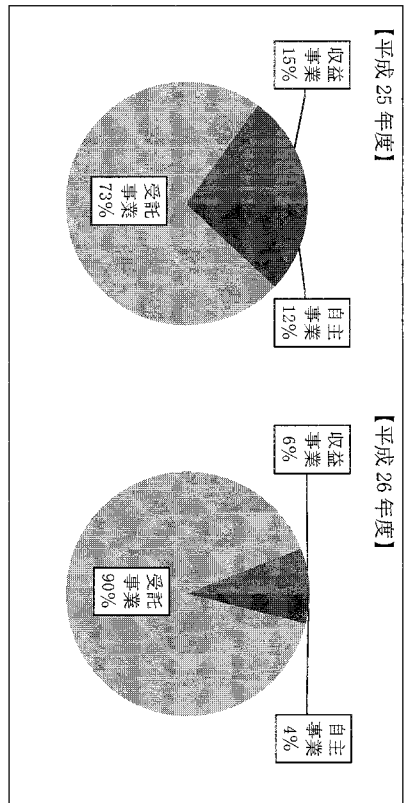 【平成25年度】
収益
事業
15%
自主
事業
12%
受託
事業
73%
【平成26年度】
収益
事業
6%
自主
事業
4%
受託
事業
90%